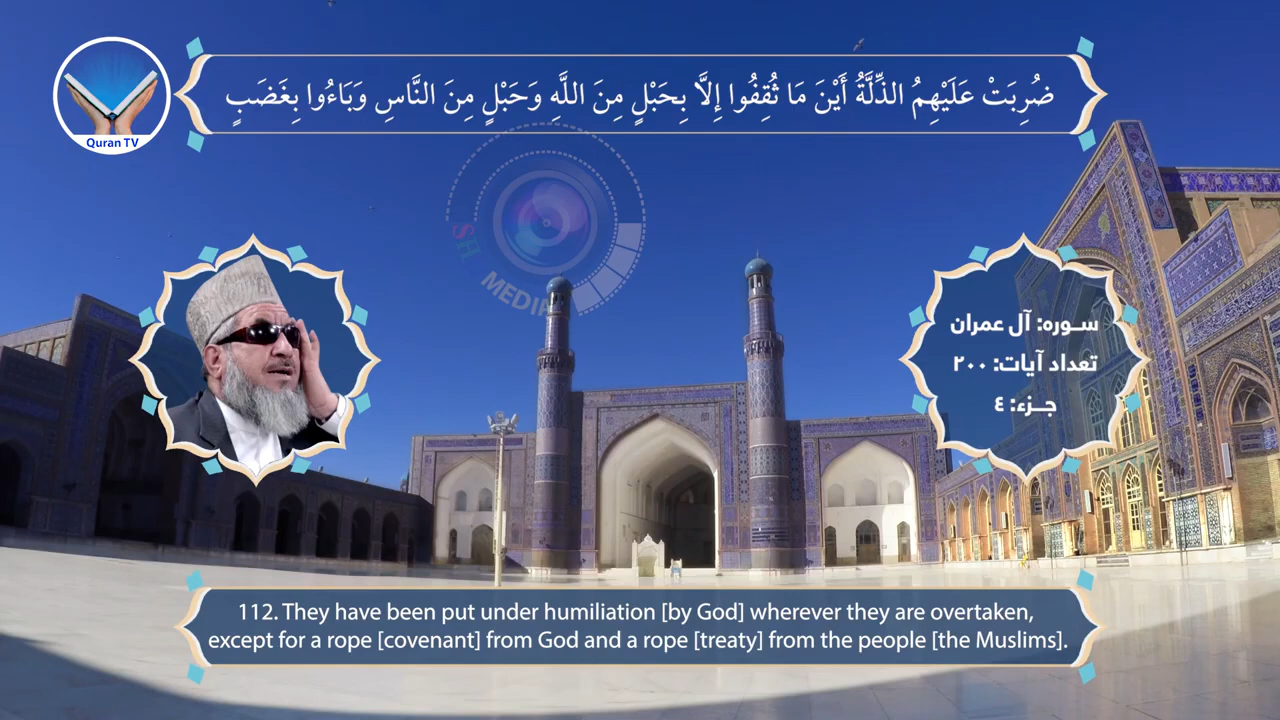 ضُرِبَتْ عَلَيْهِمُ الذِّلَّةُ أَيْنَ مَا ثُقِفُوا إِلَّا بِحَبْلٍ مِنَ اللَّهِ وَحَبْلٍ مِنَ النَّاسِ وَبَاءُوا بِغَضَبٍ
Quran TV
SH MEDIA
سوره: آل عمران
تعداد آیات: ۲۰۰
جزء: ٤
112. They have been put under humiliation [by God] wherever they are overtaken,
except for a rope [covenant] from God and a rope [treaty] from the people [the Muslims].